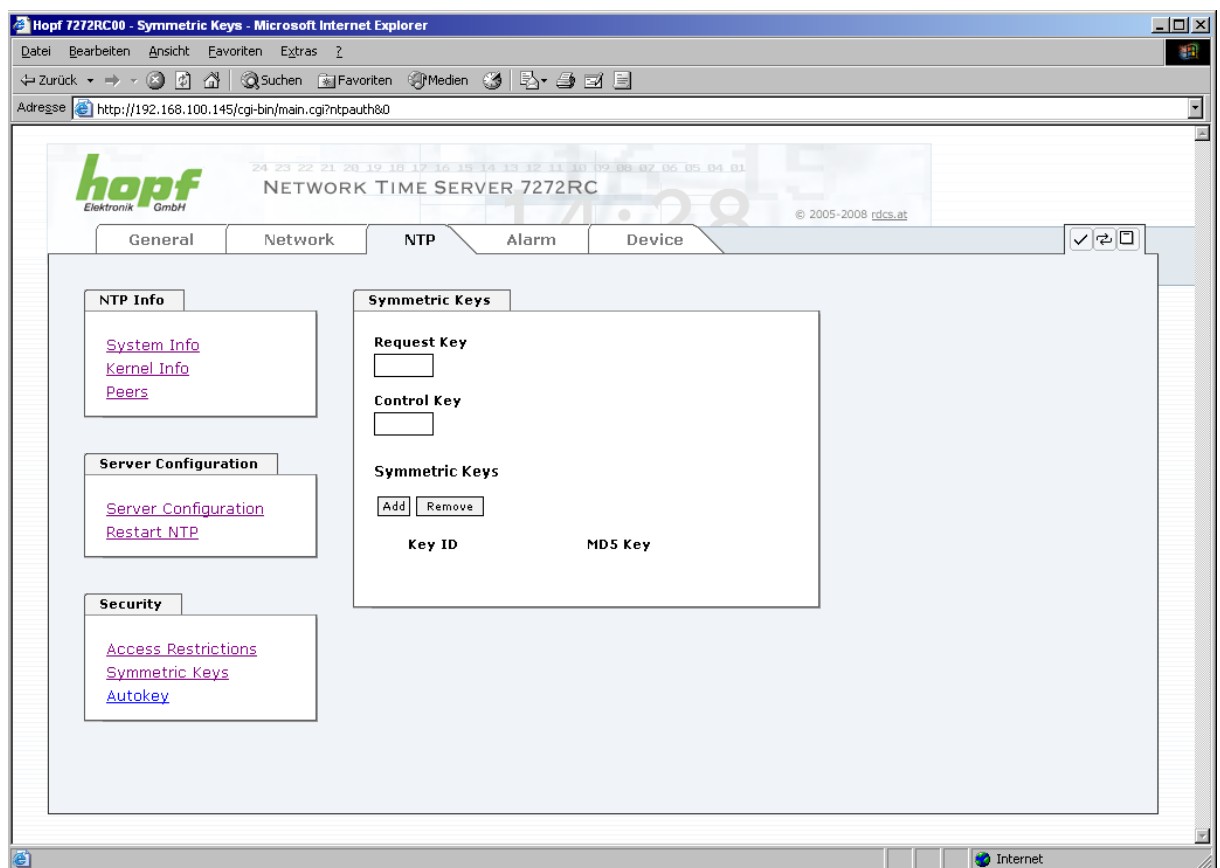 Hopf 7272RC00 - Symmetric Keys - Microsoft Internet Explorer
Datei Bearbeiten Ansicht Favoriten Extras ?
Zurück Suchen Favoriten Medien
Adresse http://192.168.100.145/cgi-bin/main.cgi?ntpauth&0
hopf
Elektronik GmbH
24 23 22 21 20 19 18 17 16 15 14 13 12 11 10 09 08 07 06 05 04 01
NETWORK TIME SERVER 7272RC
14:28
15
© 2005-2008 rdcs.at
General Network NTP Alarm Device
NTP Info
System Info
Kernel Info
Peers
Server Configuration
Server Configuration
Restart NTP
Security
Access Restrictions
Symmetric Keys
Autokey
Symmetric Keys
Request Key
Control Key
Symmetric Keys
Add Remove
Key ID MD5 Key
Internet